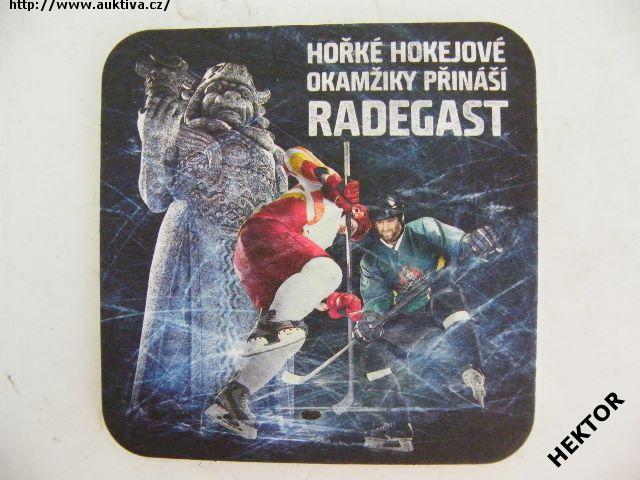 http://www.auktiva.cz/
HOŘKÉ HOKEJOVÉ
OKAMŽIKY PŘINÁŠÍ
RADEGAST
HEKTOR